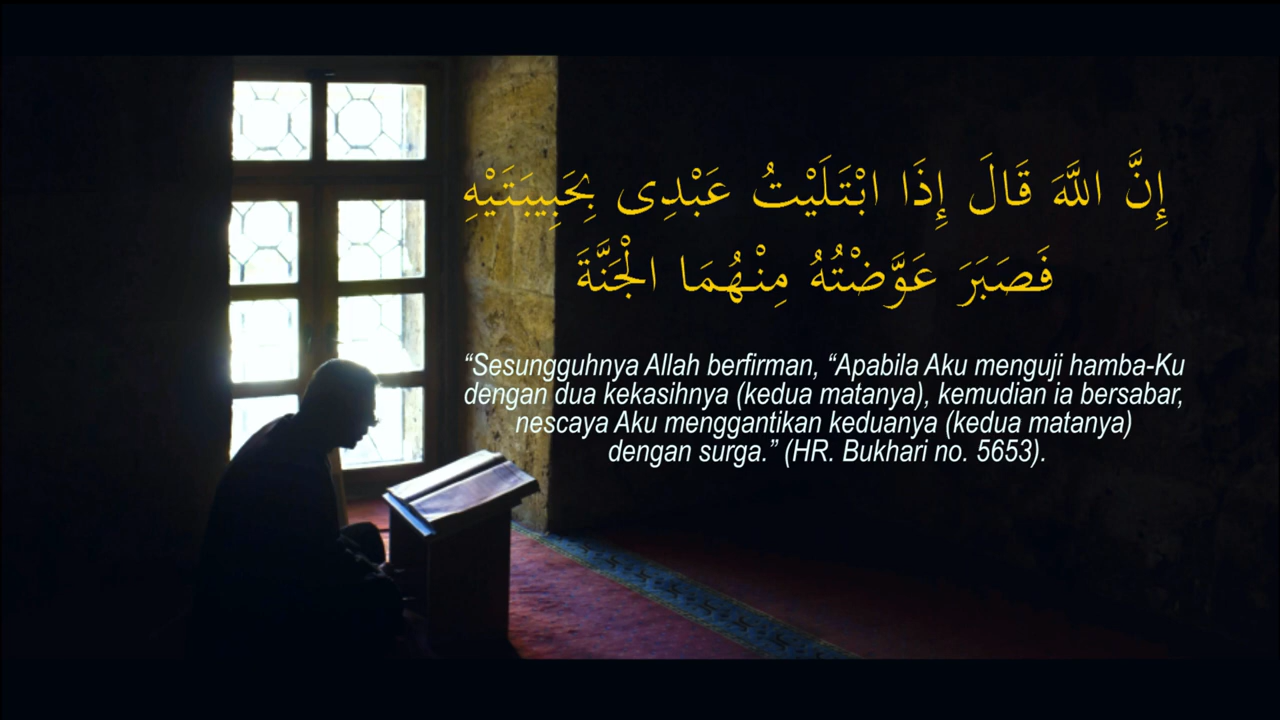 إِنَّ اللَّهَ قَالَ إِذَا ابْتَلَيْتُ عَبْدِى بِحَبِيبَتَيْهِ
فَصَبَرَ عَوَّضْتُهُ مِنْهُمَا الْجَنَّةَ
“Sesungguhnya Allah berfirman, “Apabila Aku menguji hamba-Ku
dengan dua kekasihnya (kedua matanya), kemudian ia bersabar,
nescaya Aku menggantikan keduanya (kedua matanya)
dengan surga.” (HR. Bukhari no. 5653).